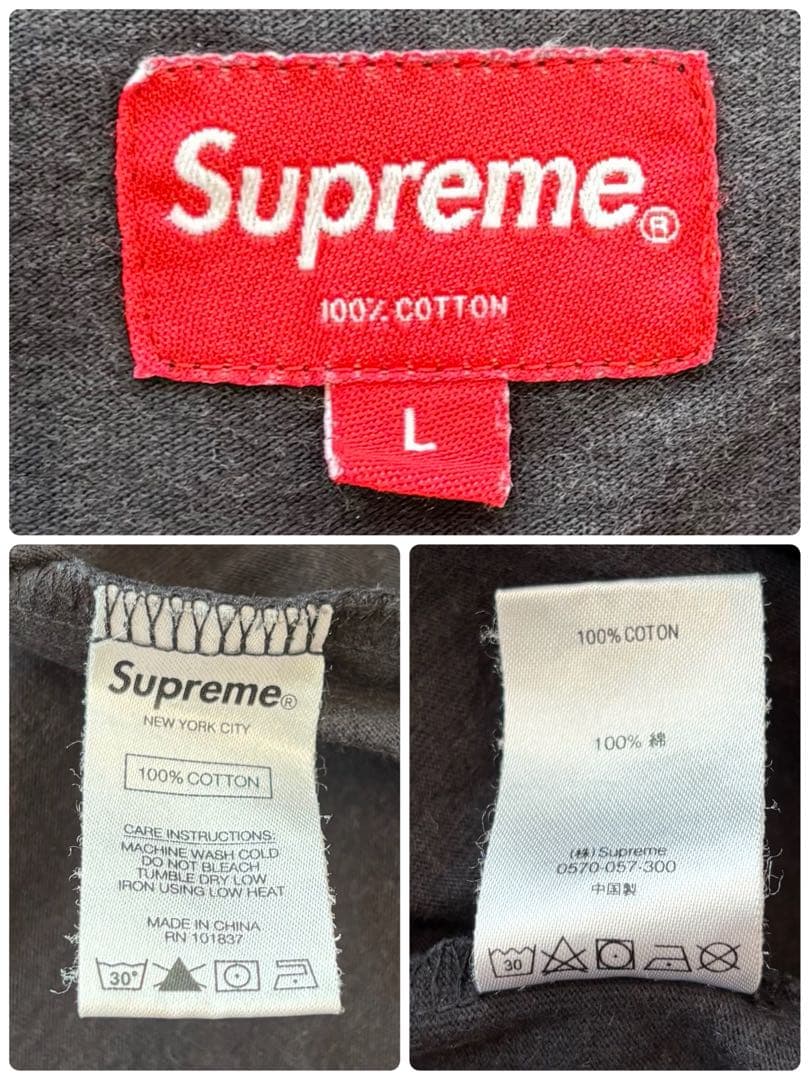 Supreme®
100% COTTON
L
Supreme®
NEW YORK CITY
100% COTTON
CARE INSTRUCTIONS:
MACHINE WASH COLD
DO NOT BLEACH
TUMBLE DRY LOW
IRON USING LOW HEAT
MADE IN CHINA
RN 101837
30°
100% COTON
100% 綿
(株)Supreme
0570-057-300
中国製
30